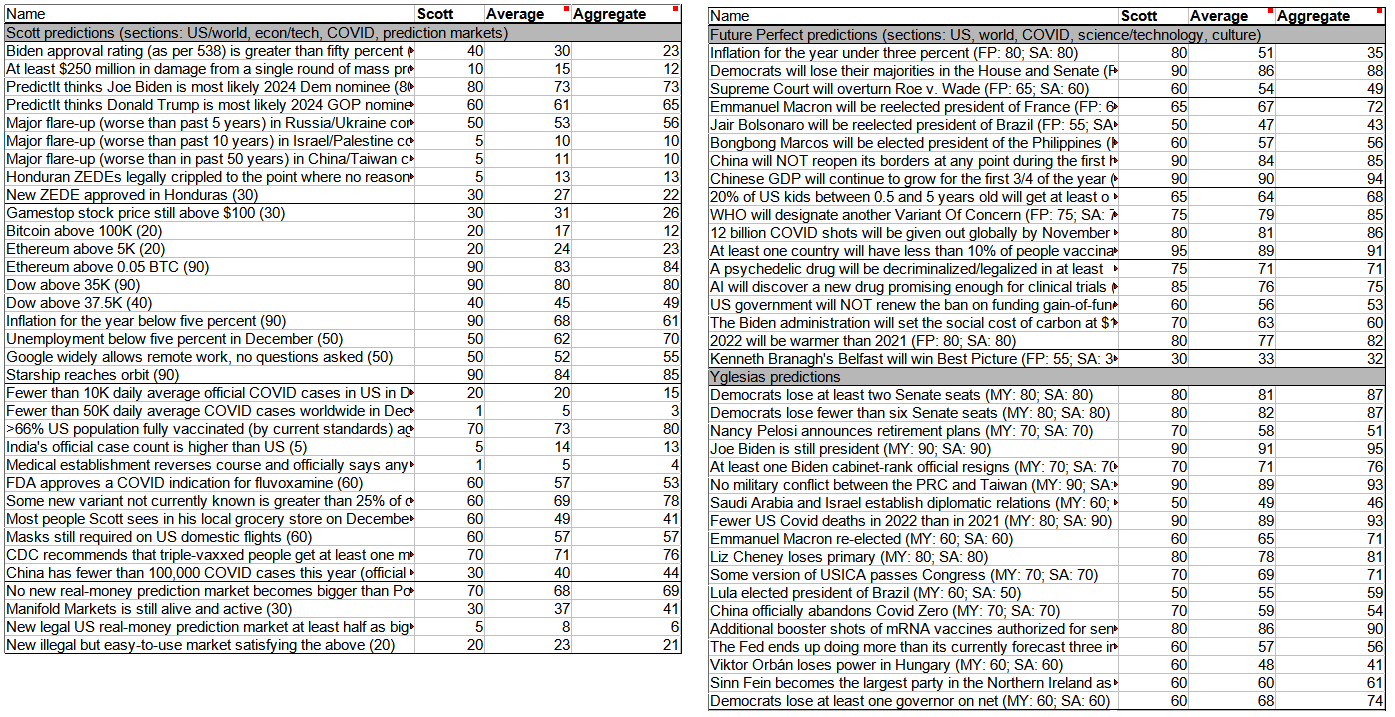 Name Scott Average Aggregate
Scott predictions (sections: US/world, econ/tech, COVID, prediction markets)
Biden approval rating (as per 538) is greater than fifty percent 40 30 23
At least $250 million in damage from a single round of mass pr 10 15 12
PredictIt thinks Joe Biden is most likely 2024 Dem nominee (80 80 73 73
PredictIt thinks Donald Trump is most likely 2024 GOP nomine 60 61 65
Major flare-up (worse than past 5 years) in Russia/Ukraine cor 50 53 56
Major flare-up (worse than past 10 years) in Israel/Palestine cc 5 10 10
Major flare-up (worse than in past 50 years) in China/Taiwan c 5 11 10
Honduran ZEDEs legally crippled to the point where no reason 5 13 13
New ZEDE approved in Honduras (30) 30 27 22
Gamestop stock price still above $100 (30) 30 31 26
Bitcoin above 100K (20) 20 17 12
Ethereum above 5K (20) 20 24 23
Ethereum above 0.05 BTC (90) 90 83 84
Dow above 35K (90) 90 80 80
Dow above 37.5K (40) 40 45 49
Inflation for the year below five percent (90) 90 68 61
Unemployment below five percent in December (50) 50 62 70
Google widely allows remote work, no questions asked (50) 50 52 55
Starship reaches orbit (90) 90 84 85
Fewer than 10K daily average official COVID cases in US in D 20 20 15
Fewer than 50K daily average COVID cases worldwide in Dec 1 5 3
>66% US population fully vaccinated (by current standards) ag 70 73 80
India's official case count is higher than US (5) 5 14 13
Medical establishment reverses course and officially says any 1 5 4
FDA approves a COVID indication for fluvoxamine (60) 60 57 53
Some new variant not currently known is greater than 25% of c 60 69 78
Most people Scott sees in his local grocery store on Decembe 60 49 41
Masks still required on US domestic flights (60) 60 57 57
CDC recommends that triple-vaxxed people get at least one m 70 71 76
China has fewer than 100,000 COVID cases this year (official 30 40 44
No new real-money prediction market becomes bigger than Po 70 68 69
Manifold Markets is still alive and active (30) 30 37 41
New legal US real-money prediction market at least half as big 5 8 6
New illegal but easy-to-use market satisfying the above (20) 20 23 21
Name Scott Average Aggregate
Future Perfect predictions (sections: US, world, COVID, science/technology, culture)
Inflation for the year under three percent (FP: 80; SA: 80) 80 51 35
Democrats will lose their majorities in the House and Senate (F 90 86 88
Supreme Court will overturn Roe v. Wade (FP: 65; SA: 60) 60 54 49
Emmanuel Macron will be reelected president of France (FP: 6 65 67 72
Jair Bolsonaro will be reelected president of Brazil (FP: 55; SA 50 47 43
Bongbong Marcos will be elected president of the Philippines ( 60 57 56
China will NOT reopen its borders at any point during the first h 90 84 85
Chinese GDP will continue to grow for the first 3/4 of the year ( 90 90 94
20% of US kids between 0.5 and 5 years old will get at least o 65 64 68
WHO will designate another Variant Of Concern (FP: 75; SA: 7 75 79 85
12 billion COVID shots will be given out globally by November 80 81 86
At least one country will have less than 10% of people vaccina 95 89 91
A psychedelic drug will be decriminalized/legalized in at least 75 71 71
AI will discover a new drug promising enough for clinical trials ( 85 76 75
US government will NOT renew the ban on funding gain-of-fun 60 56 53
The Biden administration will set the social cost of carbon at $1 70 63 60
2022 will be warmer than 2021 (FP: 80; SA: 80) 80 77 82
Kenneth Branagh's Belfast will win Best Picture (FP: 55; SA: 3 30 33 32
Yglesias predictions
Democrats lose at least two Senate seats (MY: 80; SA: 80) 80 81 87
Democrats lose fewer than six Senate seats (MY: 80; SA: 80) 80 82 87
Nancy Pelosi announces retirement plans (MY: 70; SA: 70) 70 58 51
Joe Biden is still president (MY: 90; SA: 90) 90 91 95
At least one Biden cabinet-rank official resigns (MY: 70; SA: 70 70 71 76
No military conflict between the PRC and Taiwan (MY: 90; SA: 90 89 93
Saudi Arabia and Israel establish diplomatic relations (MY: 60; 50 49 46
Fewer US Covid deaths in 2022 than in 2021 (MY: 80; SA: 90) 90 89 93
Emmanuel Macron re-elected (MY: 60; SA: 60) 60 65 71
Liz Cheney loses primary (MY: 80; SA: 80) 80 78 81
Some version of USICA passes Congress (MY: 70; SA: 70) 70 69 71
Lula elected president of Brazil (MY: 60; SA: 50) 50 55 59
China officially abandons Covid Zero (MY: 70; SA: 70) 70 59 54
Additional booster shots of mRNA vaccines authorized for sen 80 86 90
The Fed ends up doing more than its currently forecast three ir 60 57 56
Viktor Orbán loses power in Hungary (MY: 60; SA: 60) 60 48 41
Sinn Fein becomes the largest party in the Northern Ireland as 60 60 61
Democrats lose at least one governor on net (MY: 60; SA: 60) 60 68 74